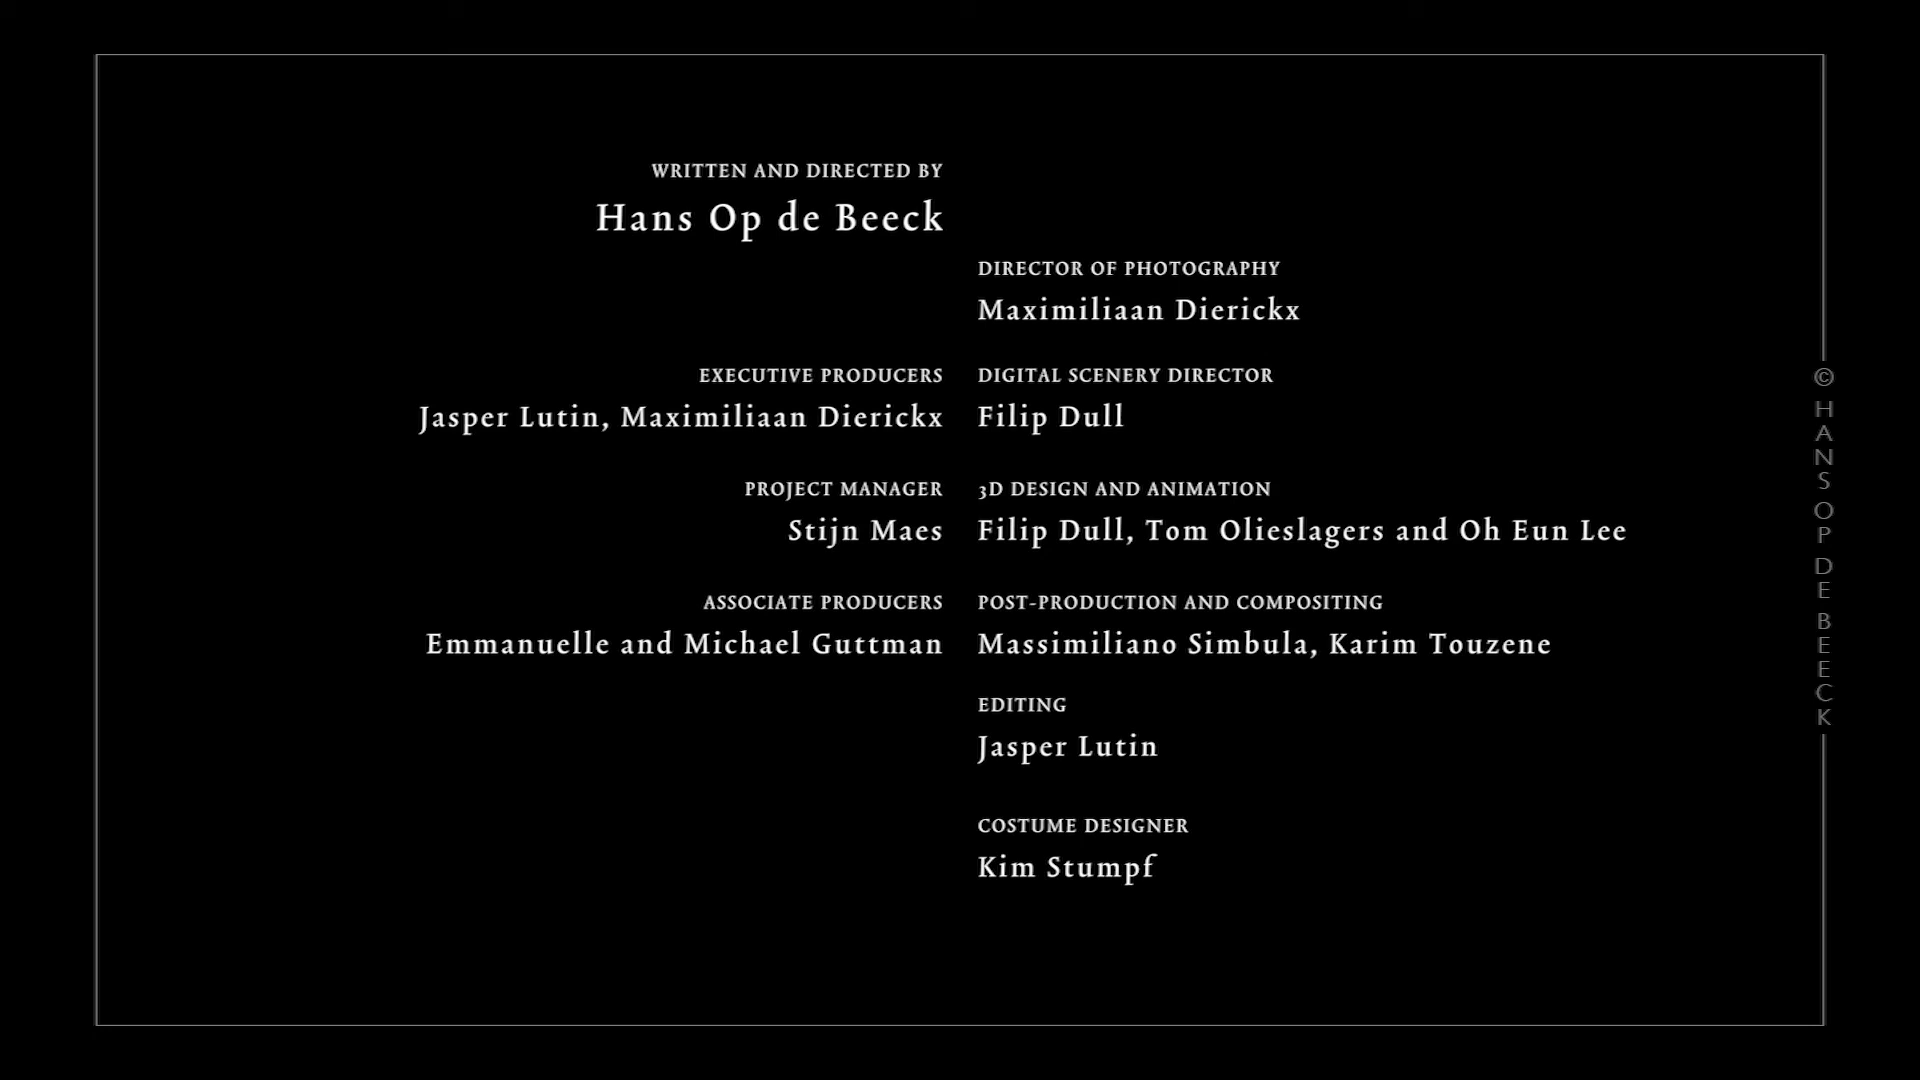 WRITTEN AND DIRECTED BY
Hans Op de Beeck
DIRECTOR OF PHOTOGRAPHY
Maximiliaan Dierickx
EXECUTIVE PRODUCERS
Jasper Lutin, Maximiliaan Dierickx
DIGITAL SCENERY DIRECTOR
Filip Dull
PROJECT MANAGER
Stijn Maes
3D DESIGN AND ANIMATION
Filip Dull, Tom Olieslagers and Oh Eun Lee
ASSOCIATE PRODUCERS
Emmanuelle and Michael Guttman
POST-PRODUCTION AND COMPOSITING
Massimiliano Simbula, Karim Touzene
EDITING
Jasper Lutin
COSTUME DESIGNER
Kim Stumpf
© HANS OP DE BEECK